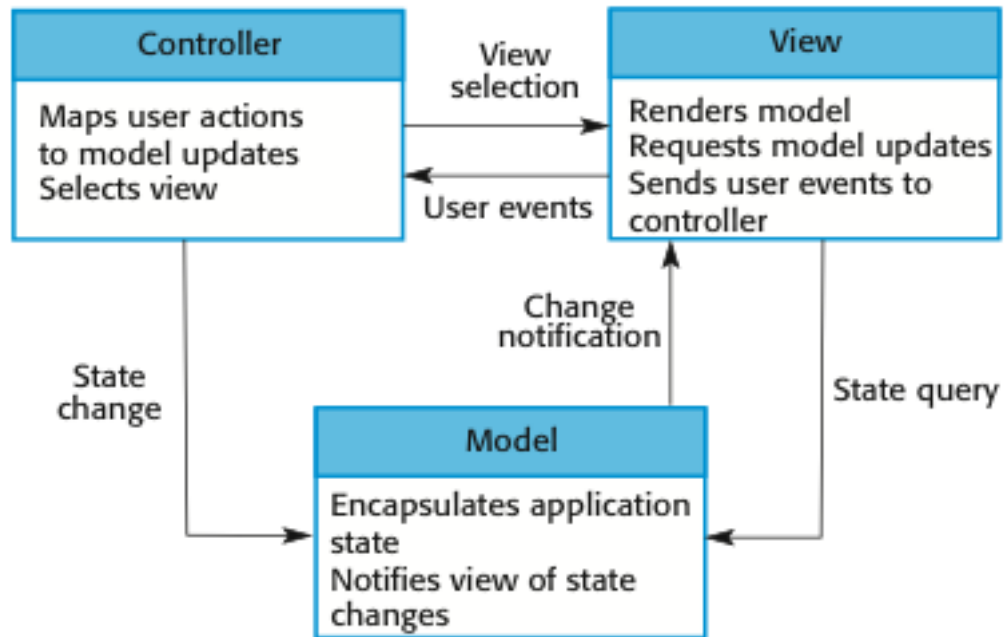 Controller
Maps user actions
to model updates
Selects view
View
selection
User events
View
Renders model
Requests model updates
Sends user events to
controller
State
change
Change
notification
State query
Model
Encapsulates application
state
Notifies view of state
changes